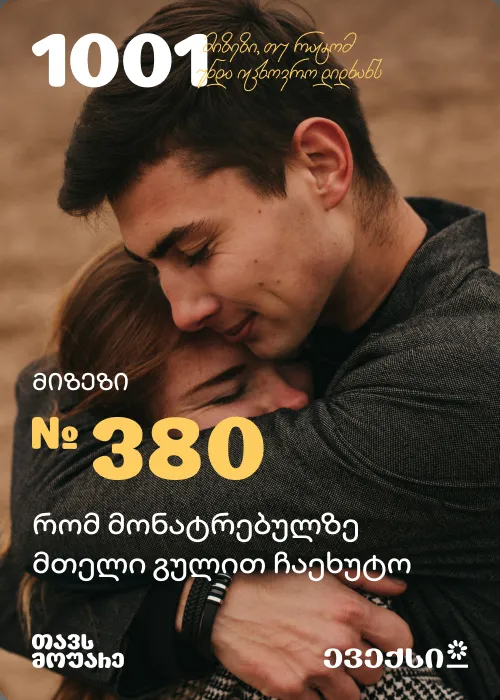 1001
მიზეზი, თუ რატომ
უნდა იცხოვრო დიდხანს
მიზეზი
№ 380
რომ მონატრებულზე
მთელი გულით ჩაეხუტო
თავს
მოუარე
ევექსი